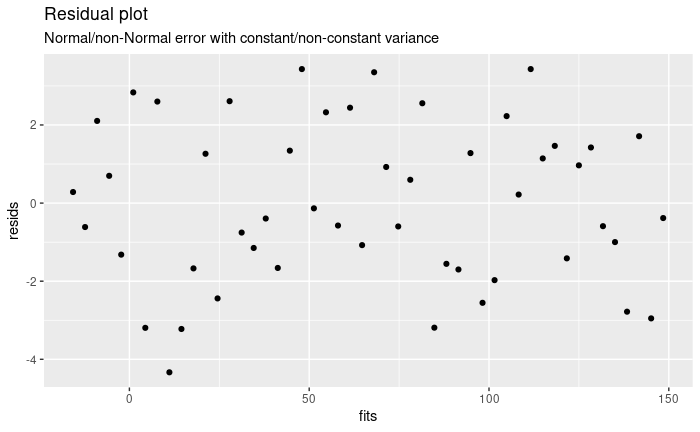 Residual plot
Normal/non-Normal error with constant/non-constant variance
resids
2
0
-2
-4
0
50
100
150
fits